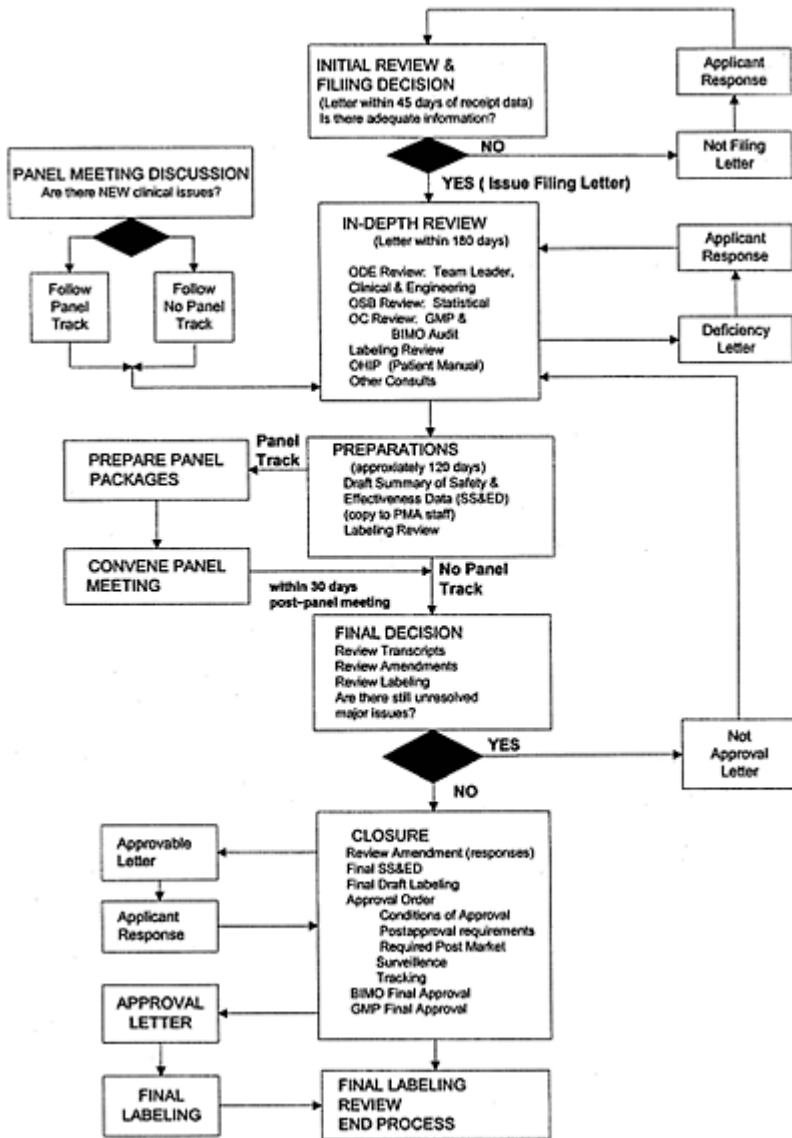 INITIAL REVIEW &
FILIING DECISION
(Letter within 45 days of receipt data)
Is there adequate information?
Applicant
Response
NO
Not Filing
Letter
YES ( Issue Filing Letter)
PANEL MEETING DISCUSSION
Are there NEW clinical issues?
Follow
Panel
Track
Follow
No Panel
Track
IN-DEPTH REVIEW
(Letter within 180 days)
ODE Review: Team Leader,
Clinical & Engineering
OSB Review: Statistical
OC Review: GMP &
BIMO Audit
Labeling Review
OHIP (Patient Manual)
Other Consults
Applicant
Response
Deficiency
Letter
Panel
Track
PREPARE PANEL
PACKAGES
PREPARATIONS
(approxiately 120 days)
Draft Summary of Safety &
Effectiveness Data (SS&ED)
(copy to PMA staff)
Labeling Review
CONVENE PANEL
MEETING
within 30 days
post-panel meeting
No Panel
Track
FINAL DECISION
Review Transcripts
Review Amendments
Review Labeling
Are there still unresolved
major issues?
YES
Not
Approval
Letter
NO
Approvable
Letter
Applicant
Response
CLOSURE
Review Amendment (responses)
Final SS&ED
Final Draft Labeling
Approval Order
Conditions of Approval
Postapproval requirements
Required Post Market
Surveillence
Tracking
BIMO Final Approval
GMP Final Approval
APPROVAL
LETTER
FINAL
LABELING
FINAL LABELING
REVIEW
END PROCESS